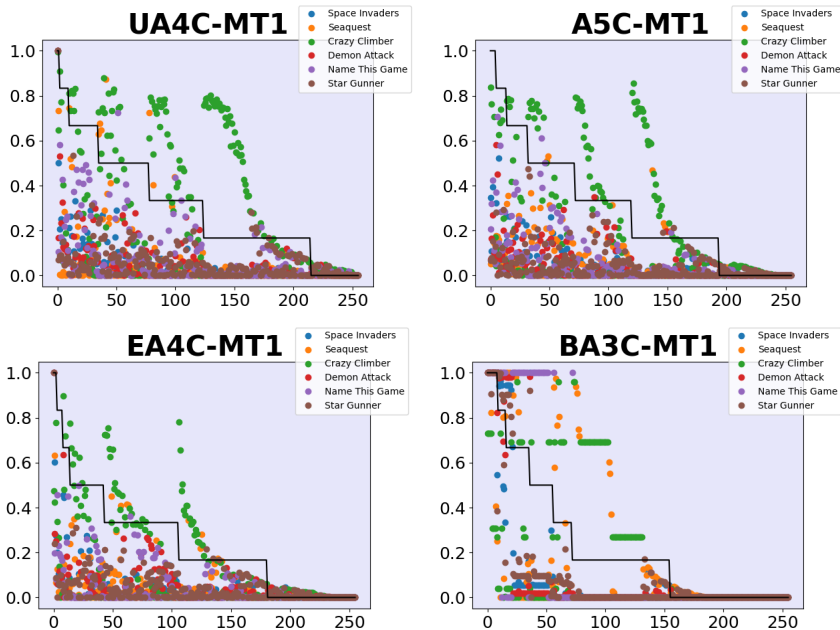 UA4C-MT1
Space Invaders
Seaquest
Crazy Climber
Demon Attack
Name This Game
Star Gunner
1.0
0.8
0.6
0.4
0.2
0.0
0 50 100 150 200 250
A5C-MT1
Space Invaders
Seaquest
Crazy Climber
Demon Attack
Name This Game
Star Gunner
1.0
0.8
0.6
0.4
0.2
0.0
0 50 100 150 200 250
EA4C-MT1
Space Invaders
Seaquest
Crazy Climber
Demon Attack
Name This Game
Star Gunner
1.0
0.8
0.6
0.4
0.2
0.0
0 50 100 150 200 250
BA3C-MT1
Space Invaders
Seaquest
Crazy Climber
Demon Attack
Name This Game
Star Gunner
1.0
0.8
0.6
0.4
0.2
0.0
0 50 100 150 200 250